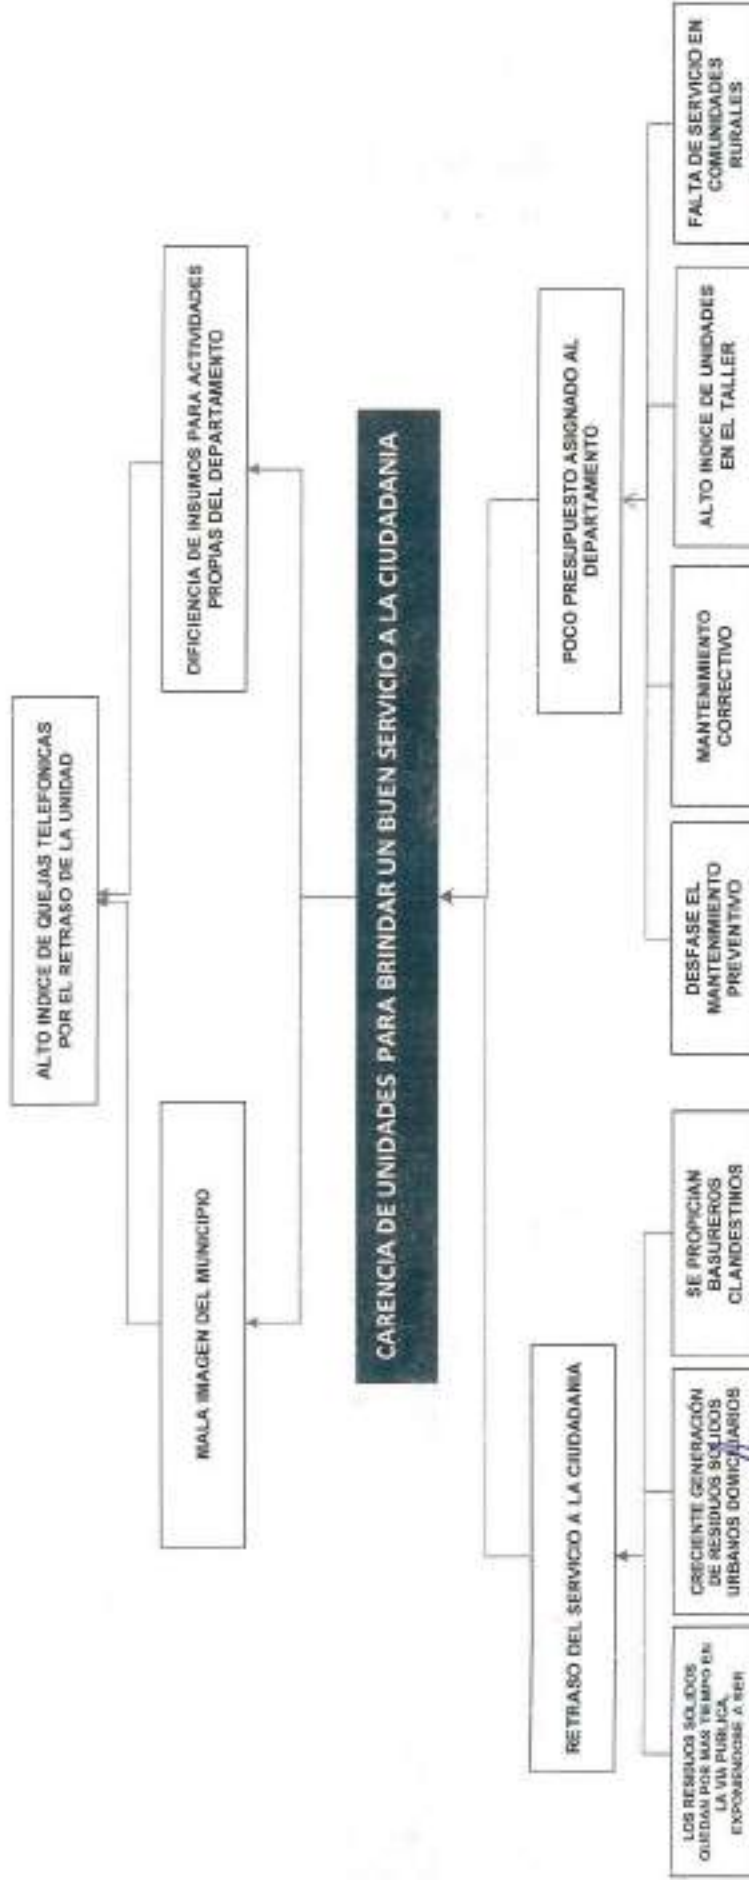 ALTO INDICE DE QUEJAS TELEFONICAS
POR EL RETRASO DE LA UNIDAD
MALA IMAGEN DEL MUNICIPIO
DIFICIENCIA DE INSUMOS PARA ACTIVIDADES
PROPIAS DEL DEPARTAMENTO
CARENCIA DE UNIDADES PARA BRINDAR UN BUEN SERVICIO A LA CIUDADANIA
RETRASO DEL SERVICIO A LA CIUDADANIA
POCO PRESUPUESTO ASIGNADO AL
DEPARTAMENTO
LOS RESIDUOS SOLIDOS
QUEDAN POR MAS TIEMPO EN
LA VIA PUBLICA,
EXPONIENDOSE A SER
CRECIENTE GENERACIÓN
DE RESIDUOS SOLIDOS
URBANOS DOMICILIARIOS
SE PROPICIAN
BASUREROS
CLANDESTINOS
DESFASE EL
MANTENIMIENTO
PREVENTIVO
MANTENIMIENTO
CORRECTIVO
ALTO INDICE DE UNIDADES
EN EL TALLER
FALTA DE SERVICIO EN
COMUNIDADES
RURALES